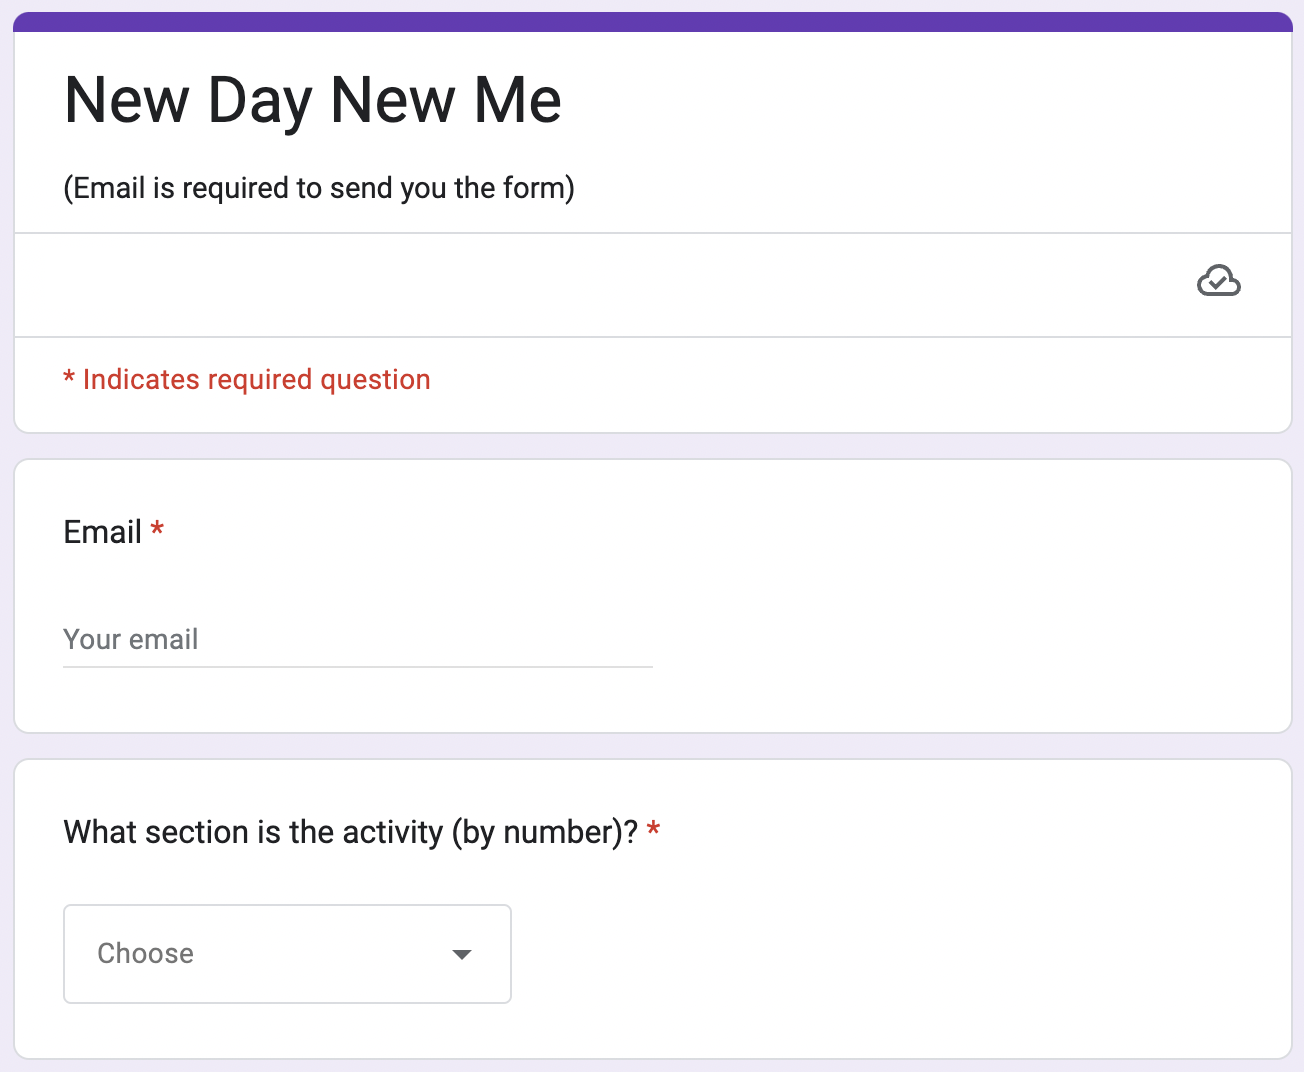 New Day New Me
(Email is required to send you the form)
* Indicates required question
Email *
Your email
What section is the activity (by number)? *
Choose